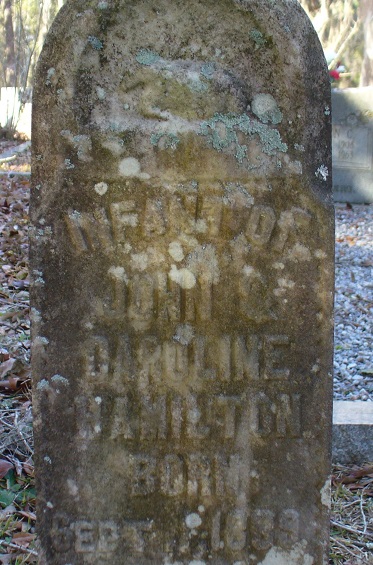 INFANT OF
JOHN &
CAROLINE
HAMILTON
BORN
SEPT.